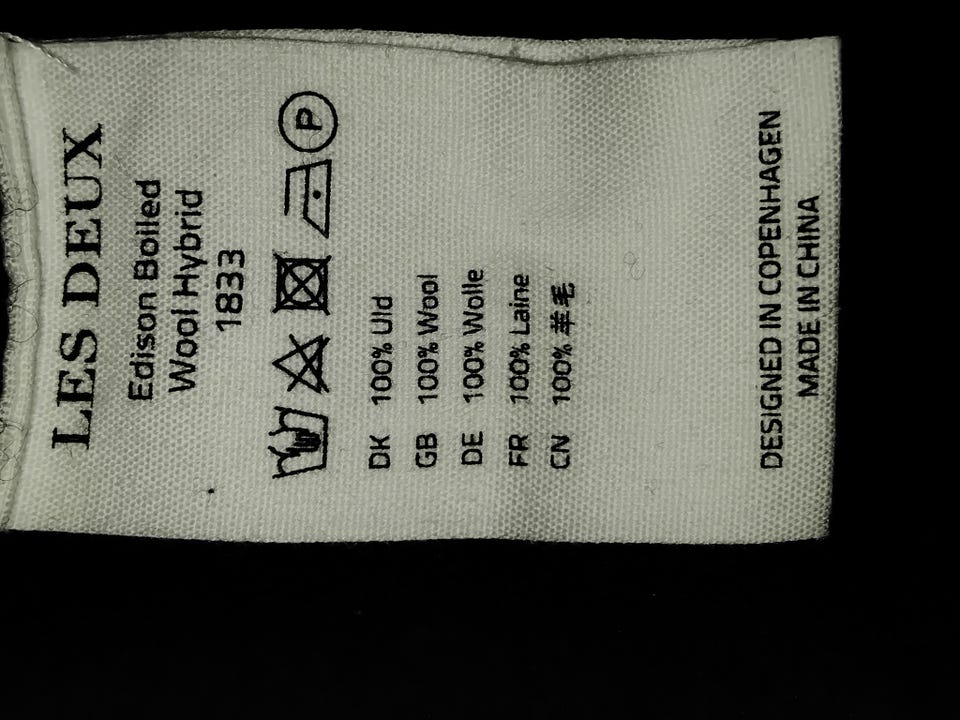 LES DEUX
Edison Boiled
Wool Hybrid
1833
P
DK 100% Uld
GB 100% Wool
DE 100% Wolle
FR 100% Laine
CN 100% 羊毛
DESIGNED IN COPENHAGEN
MADE IN CHINA